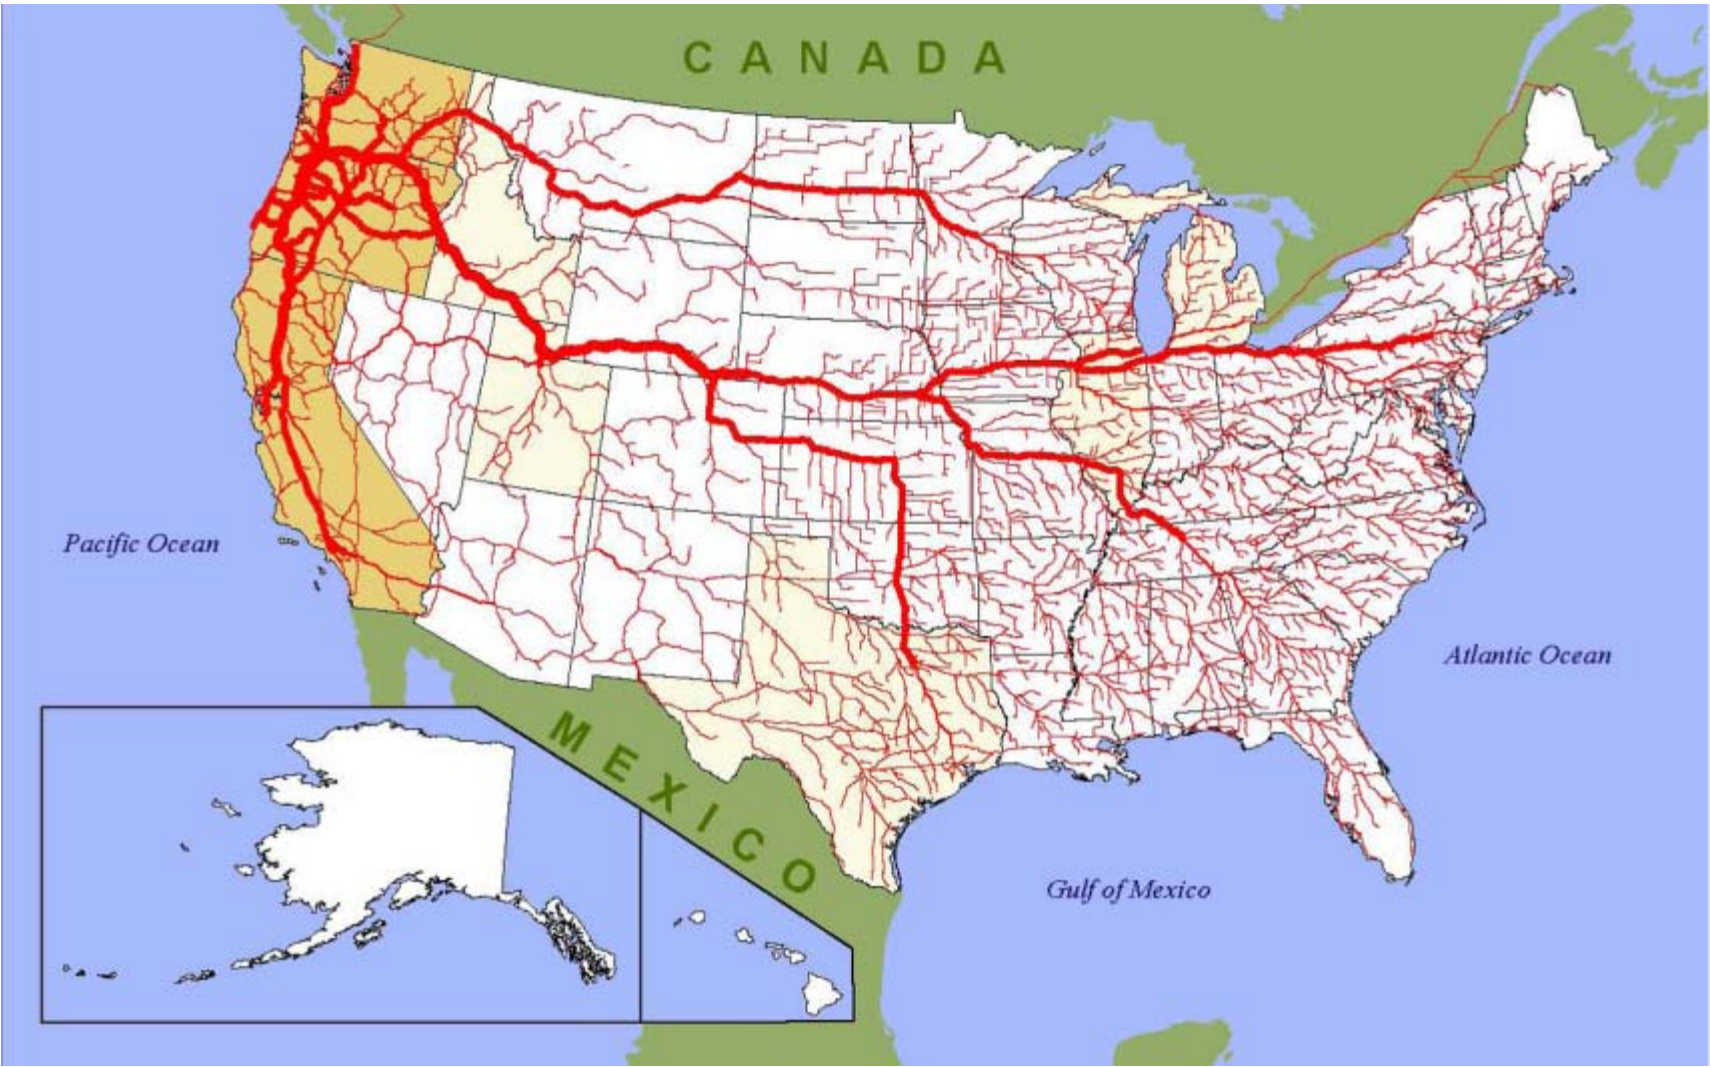 CANADA
Pacific Ocean
Atlantic Ocean
MEXICO
Gulf of Mexico